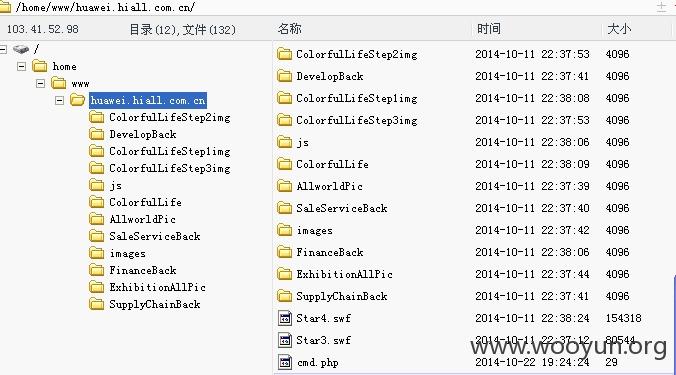 /home/www/huawei.hiall.com.cn/
103.41.52.98 目录(12),文件(132)
/
home
www
huawei.hiall.com.cn
ColorfulLifeStep2img
DevelopBack
ColorfulLifeStep1img
ColorfulLifeStep3img
js
ColorfulLife
AllworldPic
SaleServiceBack
images
FinanceBack
ExhibitionAllPic
SupplyChainBack
名称 时间 大小
ColorfulLifeStep2img 2014-10-11 22:37:53 4096
DevelopBack 2014-10-11 22:37:41 4096
ColorfulLifeStep1img 2014-10-11 22:38:08 4096
ColorfulLifeStep3img 2014-10-11 22:37:53 4096
js 2014-10-11 22:38:06 4096
ColorfulLife 2014-10-11 22:38:09 4096
AllworldPic 2014-10-11 22:37:39 4096
SaleServiceBack 2014-10-11 22:37:40 4096
images 2014-10-11 22:37:42 4096
FinanceBack 2014-10-11 22:38:06 4096
ExhibitionAllPic 2014-10-11 22:37:44 4096
SupplyChainBack 2014-10-11 22:37:41 4096
Star4.swf 2014-10-11 22:38:24 154318
Star3.swf 2014-10-11 22:37:12 80544
cmd.php 2014-10-22 19:24:24 29
www.wooyun.org